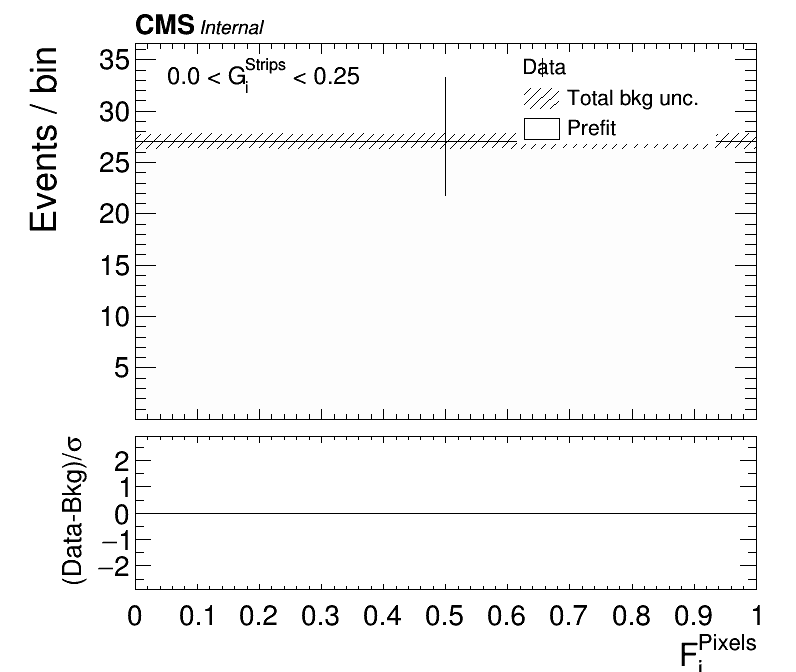 CMS Internal
0.0 < G_i^Strips < 0.25
Data
Total bkg unc.
Prefit
Events / bin
35
30
25
20
15
10
5
(Data-Bkg)/σ
2
1
0
−1
−2
0 0.1 0.2 0.3 0.4 0.5 0.6 0.7 0.8 0.9 1
F_i^Pixels